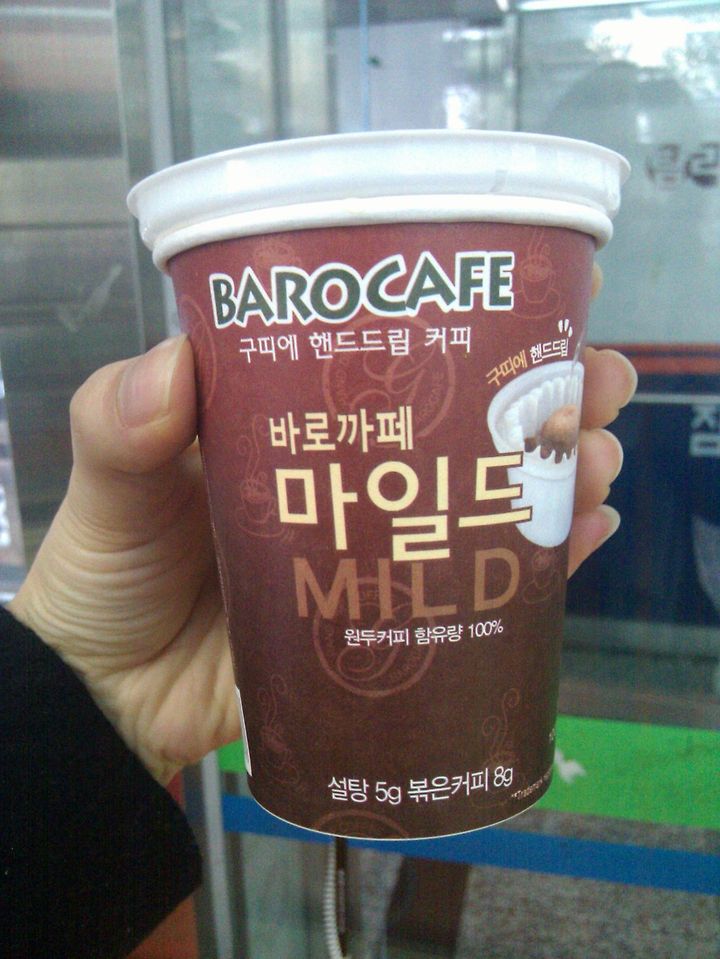 BAROCAFE
구띠에 핸드드립 커피
구띠에 핸드드립
바로까페
마일드
MILD
원두커피 함유량 100%
설탕 5g 볶은커피 8g